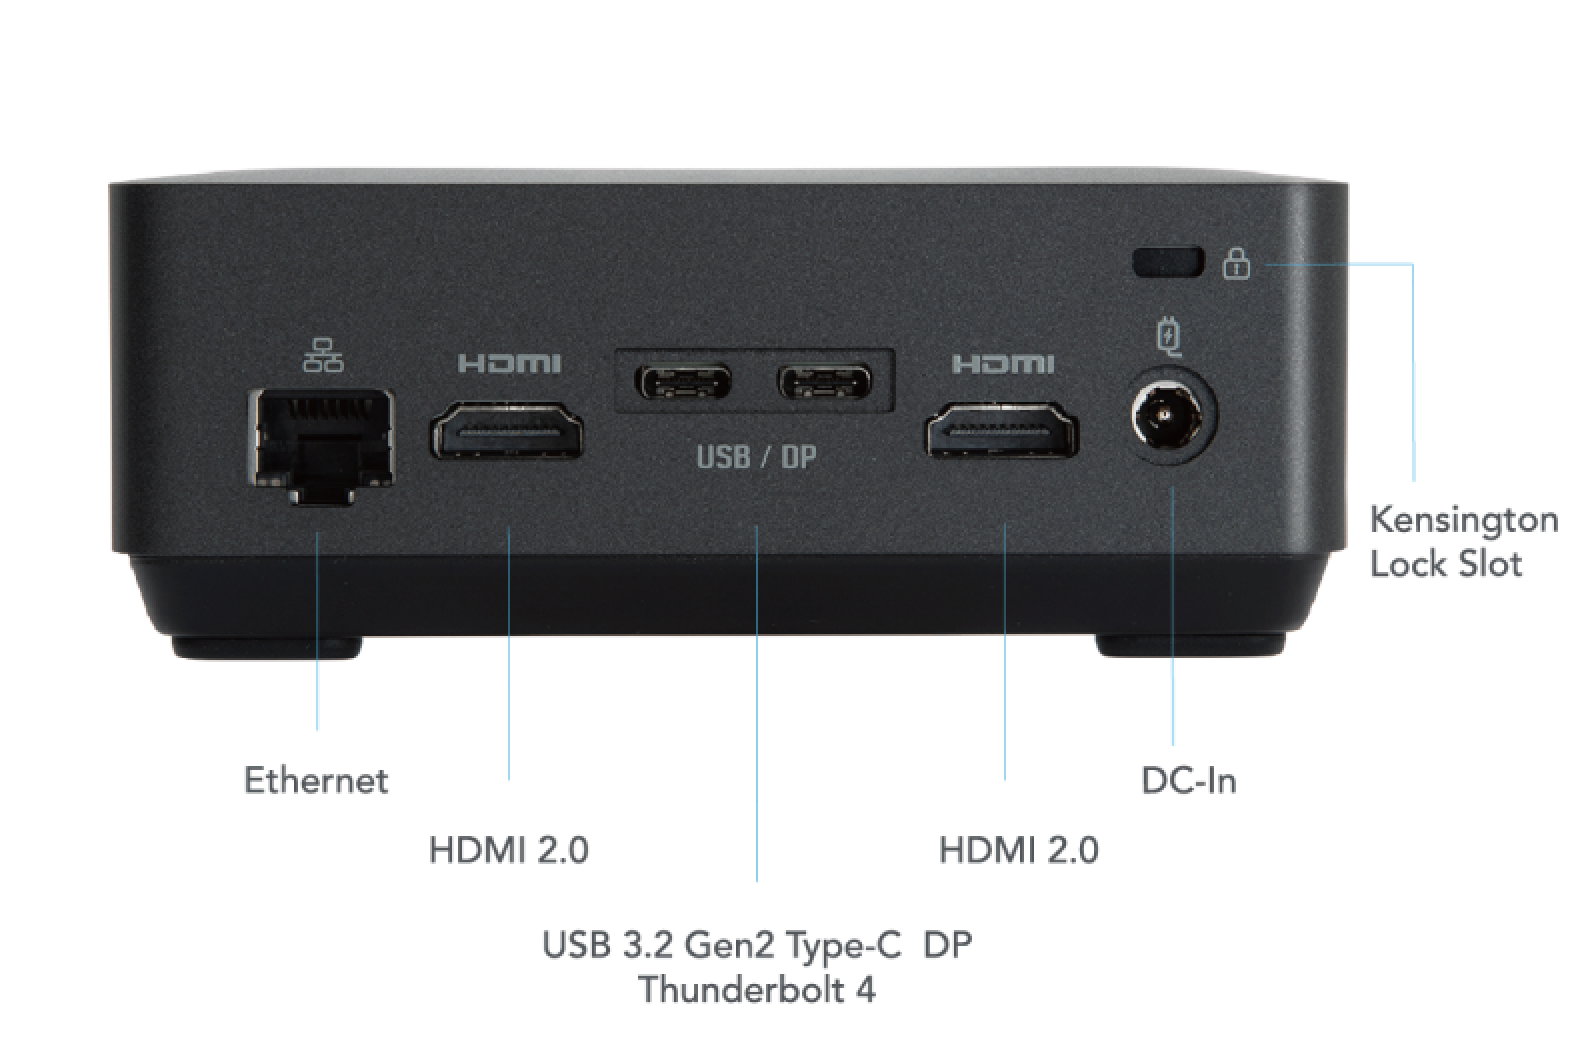 HDMI
HDMI
USB / DP
Kensington
Lock Slot
Ethernet
DC-In
HDMI 2.0
HDMI 2.0
USB 3.2 Gen2 Type-C DP
Thunderbolt 4